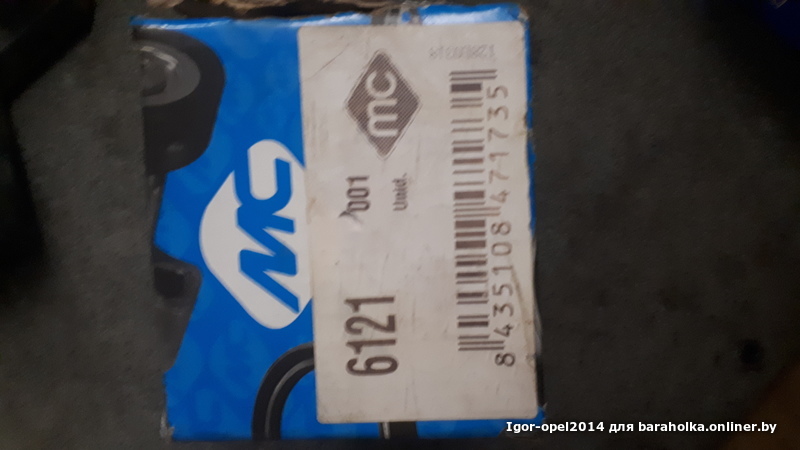 MC
mc
001
Unid.
6121
8 435108 471735
Igor-opel2014 для baraholka.onliner.by